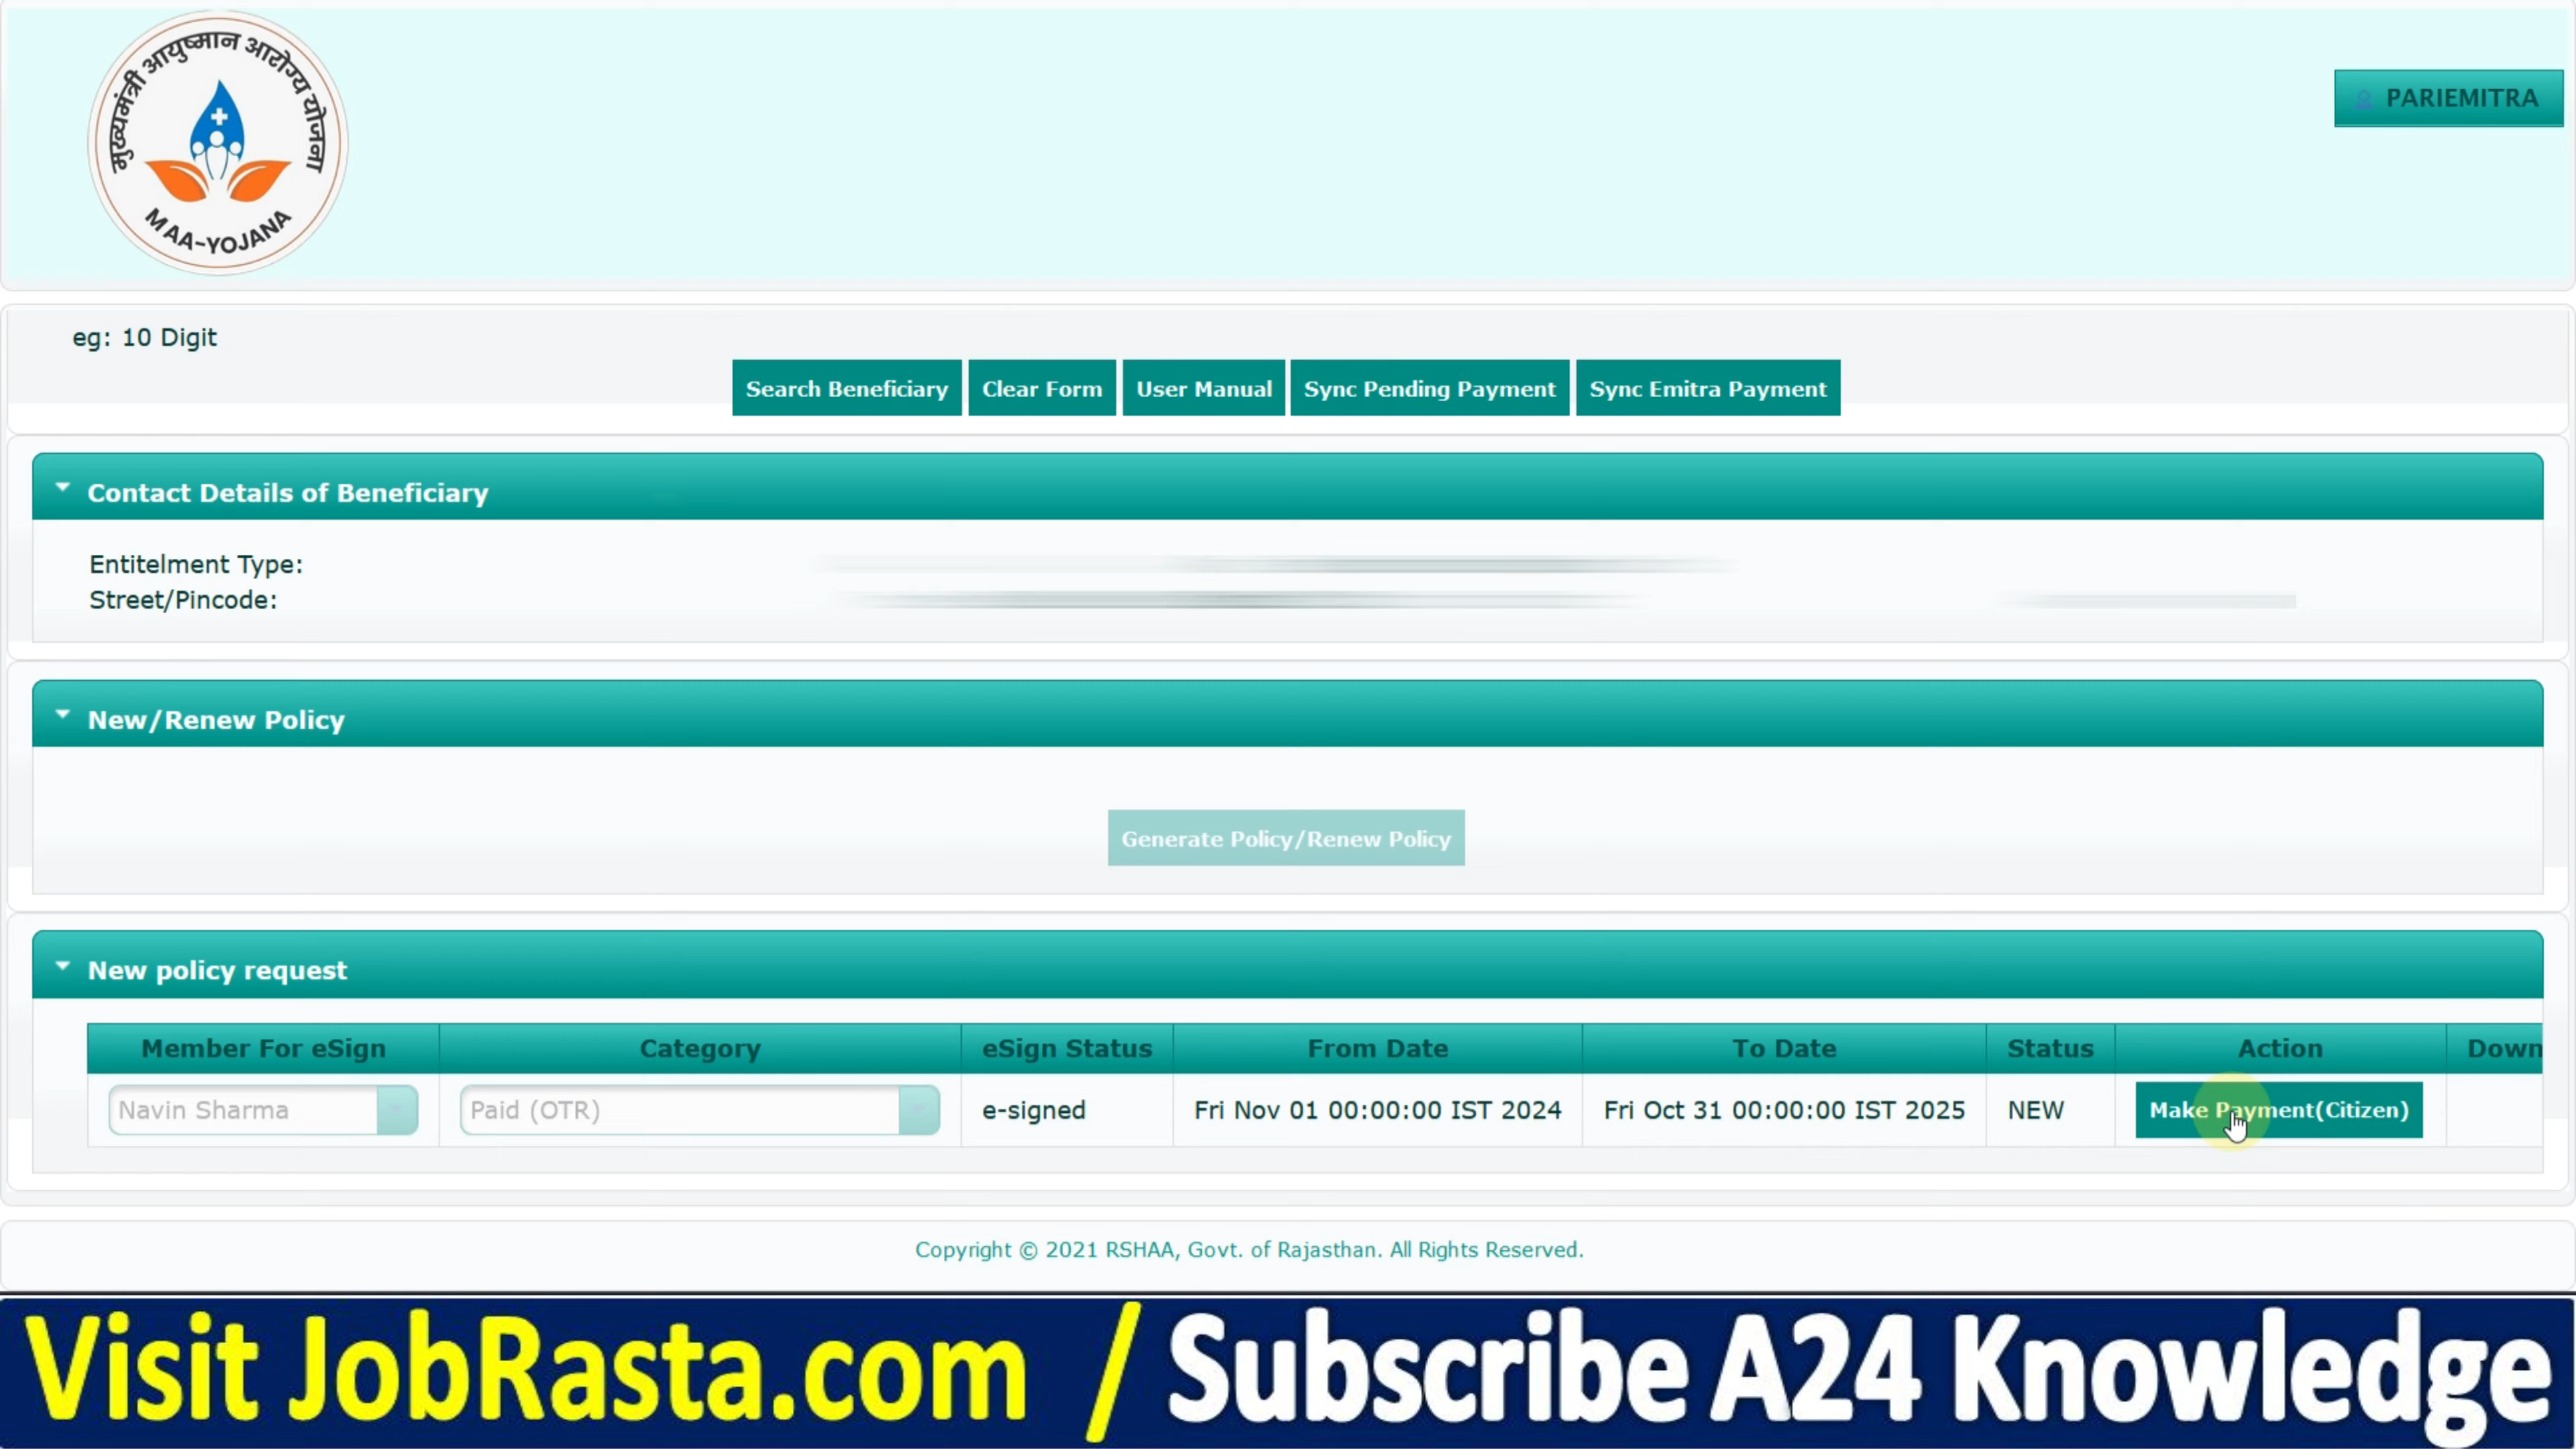 मुख्यमंत्री आयुष्मान आरोग्य योजना
MAA-YOJANA
PARIEMITRA
eg: 10 Digit
Search Beneficiary Clear Form User Manual Sync Pending Payment Sync Emitra Payment
Contact Details of Beneficiary
Entitelment Type:
Street/Pincode:
New/Renew Policy
Generate Policy/Renew Policy
New policy request
Member For eSign Category eSign Status From Date To Date Status Action Down
Navin Sharma Paid (OTR) e-signed Fri Nov 01 00:00:00 IST 2024 Fri Oct 31 00:00:00 IST 2025 NEW Make Payment(Citizen)
Copyright © 2021 RSHAA, Govt. of Rajasthan. All Rights Reserved.
Visit JobRasta.com / Subscribe A24 Knowledge